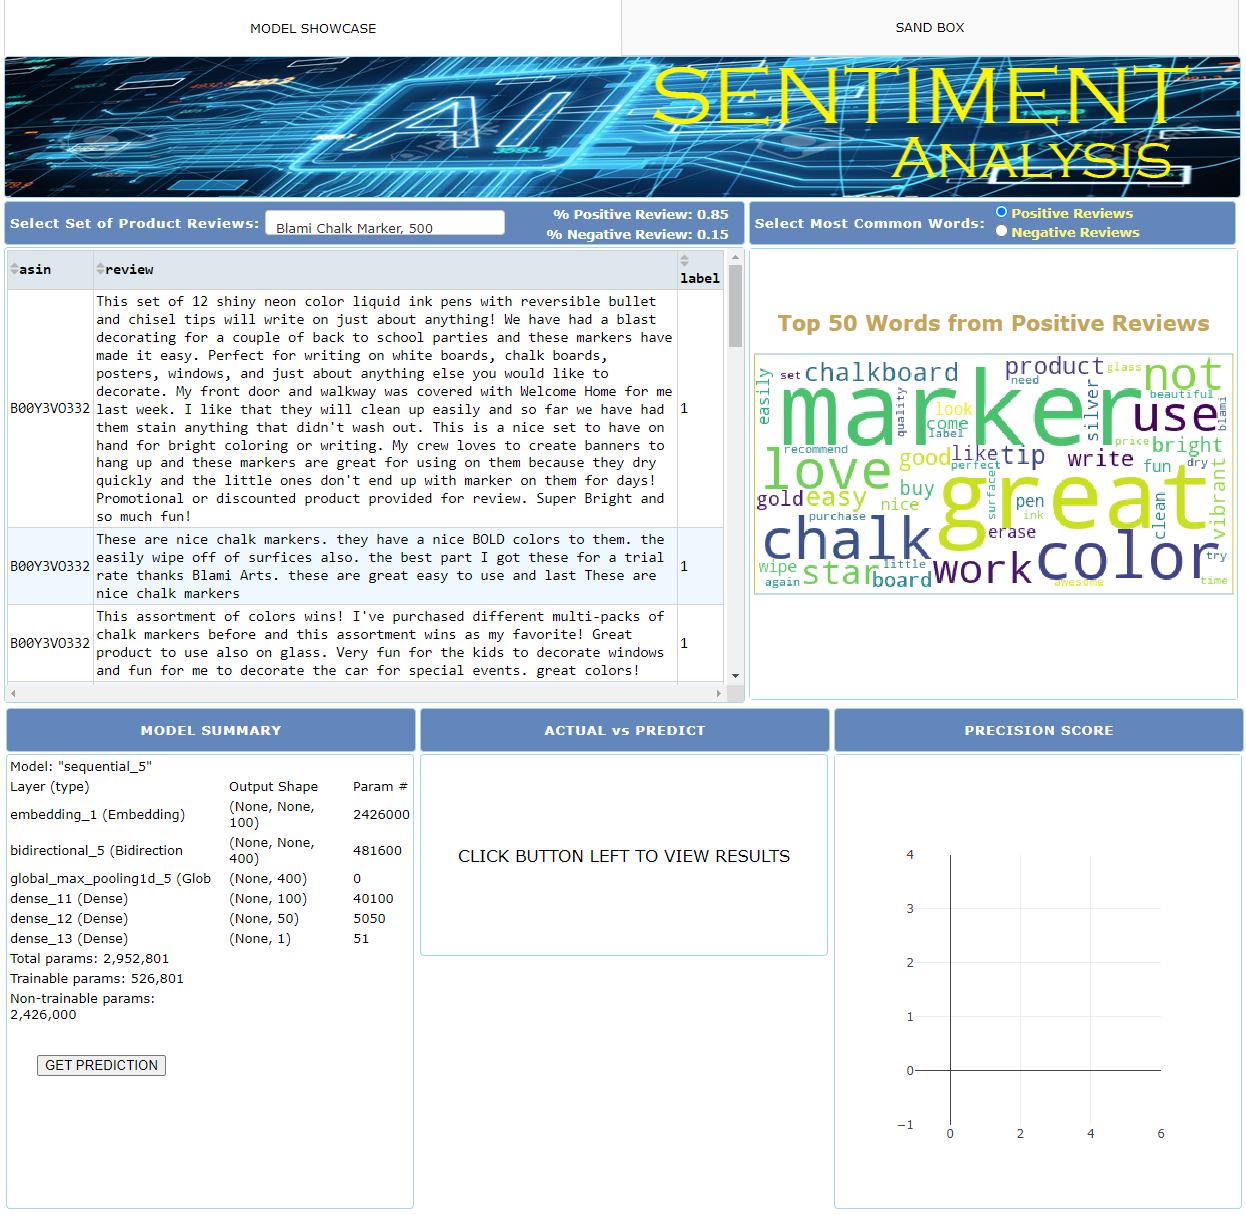 MODEL SHOWCASE
SAND BOX
AI
SENTIMENT
ANALYSIS
Select Set of Product Reviews: Blami Chalk Marker, 500
% Positive Review: 0.85
% Negative Review: 0.15
Select Most Common Words:
Positive Reviews
Negative Reviews
asin review label
This set of 12 shiny neon color liquid ink pens with reversible bullet
and chisel tips will write on just about anything! We have had a blast
decorating for a couple of back to school parties and these markers have
made it easy. Perfect for writing on white boards, chalk boards,
posters, windows, and just about anything else you would like to
decorate. My front door and walkway was covered with Welcome Home for me
B00Y3VO332 last week. I like that they will clean up easily and so far we have had 1
them stain anything that didn't wash out. This is a nice set to have on
hand for bright coloring or writing. My crew loves to create banners to
hang up and these markers are great for using on them because they dry
quickly and the little ones don't end up with marker on them for days!
Promotional or discounted product provided for review. Super Bright and
so much fun!
These are nice chalk markers. they have a nice BOLD colors to them. the
easily wipe off of surfices also. the best part I got these for a trial
B00Y3VO332 rate thanks Blami Arts. these are great easy to use and last These are 1
nice chalk markers
This assortment of colors wins! I've purchased different multi-packs of
chalk markers before and this assortment wins as my favorite! Great
B00Y3VO332 product to use also on glass. Very fun for the kids to decorate windows 1
and fun for me to decorate the car for special events. great colors!
Top 50 Words from Positive Reviews
easily
set
chalkboard
product
glass
not
need
marker
quality
look
come
label
silver
beautiful
use
blami
recommend
love
good
like
tip
perfect
price
bright
write
fun
dry
gold
easy
nice
buy
surface
great
pen
ink
clean
vibrant
purchase
chalk
erase
color
try
wipe
again
star
little
board
work
awesome
time
MODEL SUMMARY
ACTUAL vs PREDICT
PRECISION SCORE
Model: "sequential_5"
Layer (type) Output Shape Param #
embedding_1 (Embedding) (None, None, 100) 2426000
bidirectional_5 (Bidirection (None, None, 400) 481600
global_max_pooling1d_5 (Glob (None, 400) 0
dense_11 (Dense) (None, 100) 40100
dense_12 (Dense) (None, 50) 5050
dense_13 (Dense) (None, 1) 51
Total params: 2,952,801
Trainable params: 526,801
Non-trainable params:
2,426,000
GET PREDICTION
CLICK BUTTON LEFT TO VIEW RESULTS
4
3
2
1
0
−1
0 2 4 6